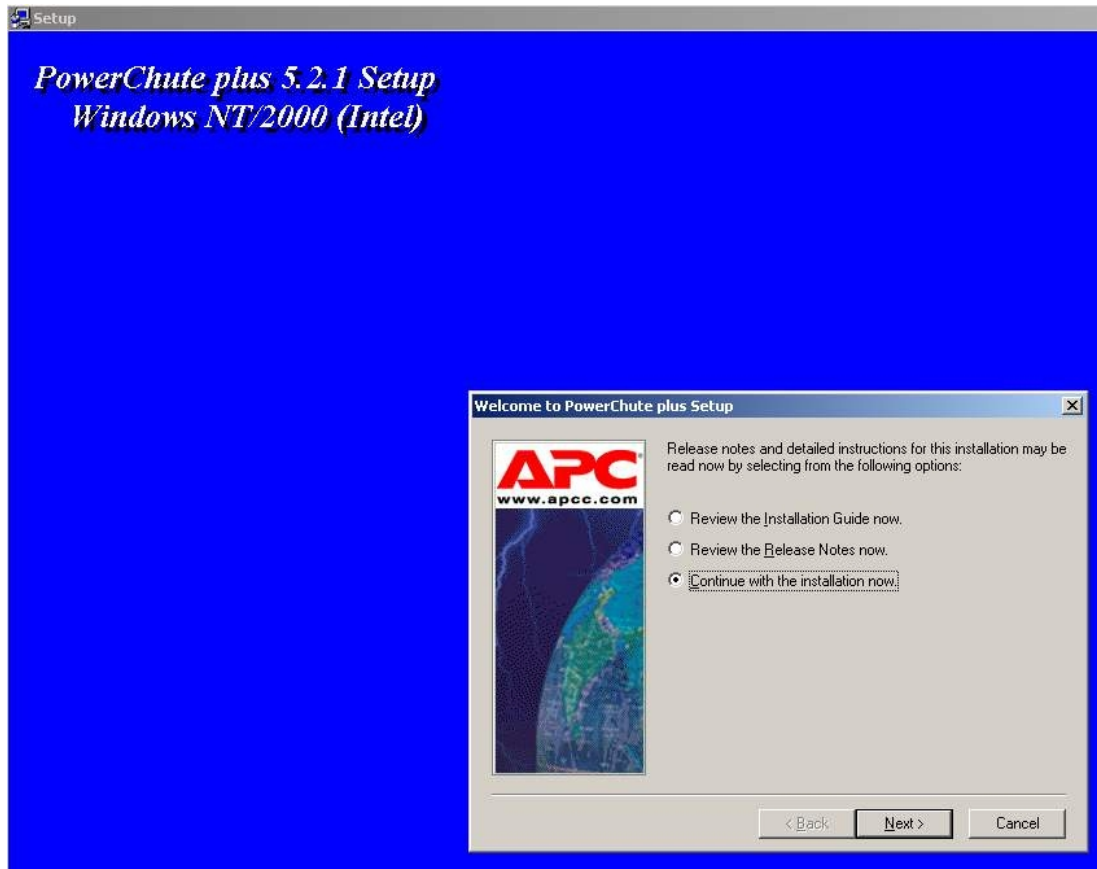 Setup
PowerChute plus 5.2.1 Setup
Windows NT/2000 (Intel)
Welcome to PowerChute plus Setup
APC
www.apcc.com
Release notes and detailed instructions for this installation may be
read now by selecting from the following options:
Review the Installation Guide now.
Review the Release Notes now.
Continue with the installation now.
< Back
Next >
Cancel